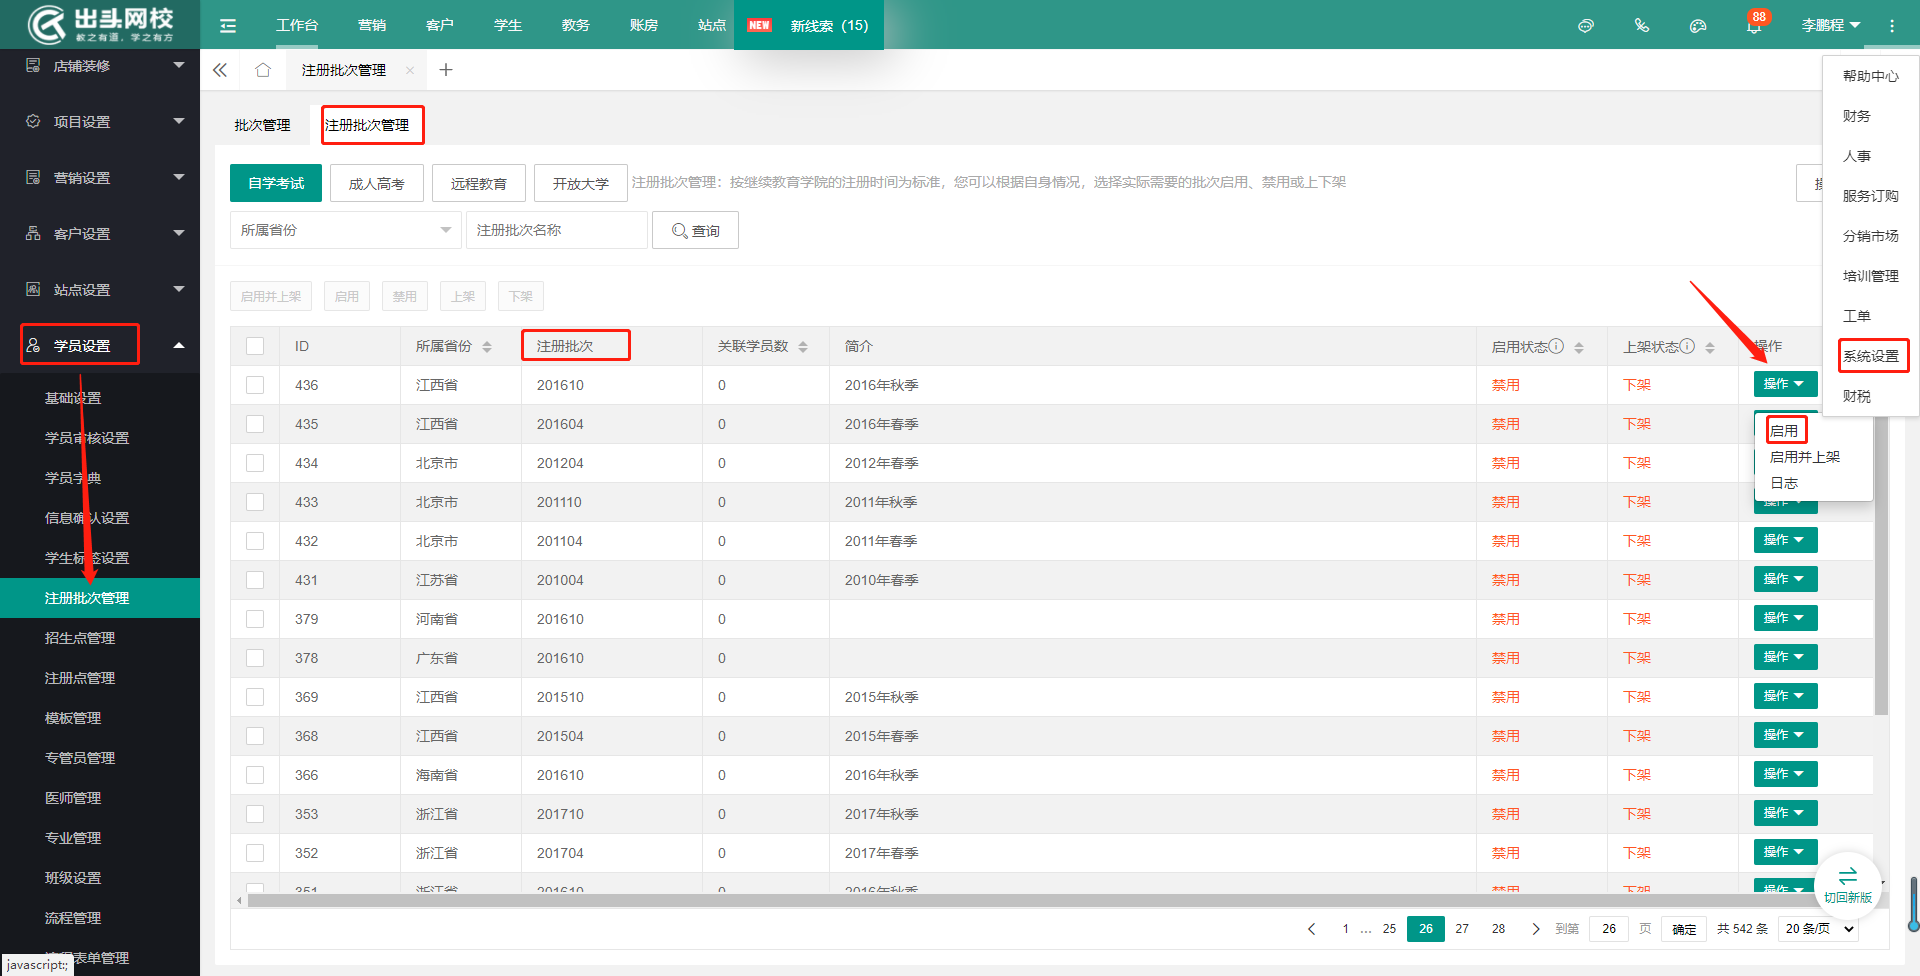 出头网校
教之有道,学之有方
工作台 营销 客户 学生 教务 账房 站点 NEW 新线索(15) 88 李鹏程
店铺装修
项目设置
营销设置
客户设置
站点设置
学员设置
基础设置
学员审核设置
学员字典
信息确认设置
学生标签设置
注册批次管理
招生点管理
注册点管理
模板管理
专管员管理
医师管理
专业管理
班级设置
流程管理
表单管理
javascript:;
注册批次管理
批次管理 注册批次管理
自学考试 成人高考 远程教育 开放大学 注册批次管理:按继续教育学院的注册时间为标准,您可以根据自身情况,选择实际需要的批次启用、禁用或上下架
所属省份 注册批次名称 查询
启用并上架 启用 禁用 上架 下架
ID 所属省份 注册批次 关联学员数 简介 启用状态 上架状态 操作
436 江西省 201610 0 2016年秋季 禁用 下架 操作
435 江西省 201604 0 2016年春季 禁用 下架
434 北京市 201204 0 2012年春季 禁用 下架
433 北京市 201110 0 2011年秋季 禁用 下架 操作
432 北京市 201104 0 2011年春季 禁用 下架 操作
431 江苏省 201004 0 2010年春季 禁用 下架 操作
379 河南省 201610 0 禁用 下架 操作
378 广东省 201610 0 禁用 下架 操作
369 江西省 201510 0 2015年秋季 禁用 下架 操作
368 江西省 201504 0 2015年春季 禁用 下架 操作
366 海南省 201610 0 2016年秋季 禁用 下架 操作
353 浙江省 201710 0 2017年秋季 禁用 下架 操作
352 浙江省 201704 0 2017年春季 禁用 下架 操作
351 浙江省 201610 0 2016年秋季 禁用 下架 操作
启用
启用并上架
日志
帮助中心
财务
人事
服务订购
分销市场
培训管理
工单
系统设置
财税
切回新版
1 … 25 26 27 28 到第 26 页 确定 共 542 条 20 条/页